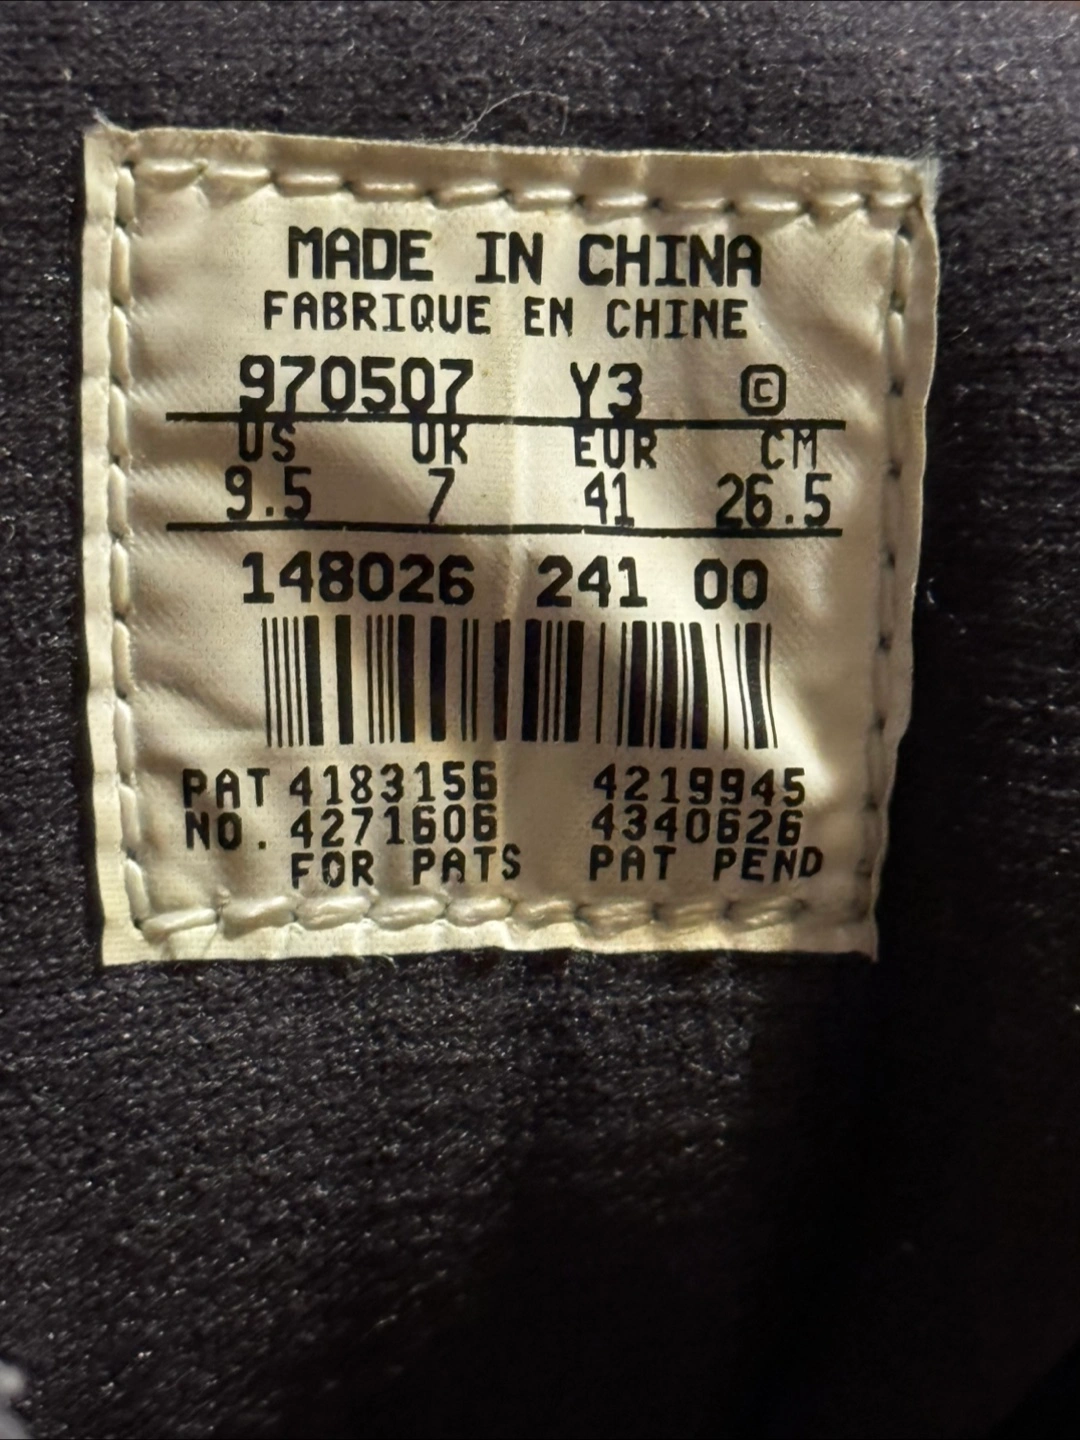 MADE IN CHINA
FABRIQUE EN CHINE
970507 Y3 ©
US UK EUR CM
9.5 7 41 26.5
148026 241 00
PAT 4183156 4219945
NO. 4271606 4340626
FOR PATS PAT PEND